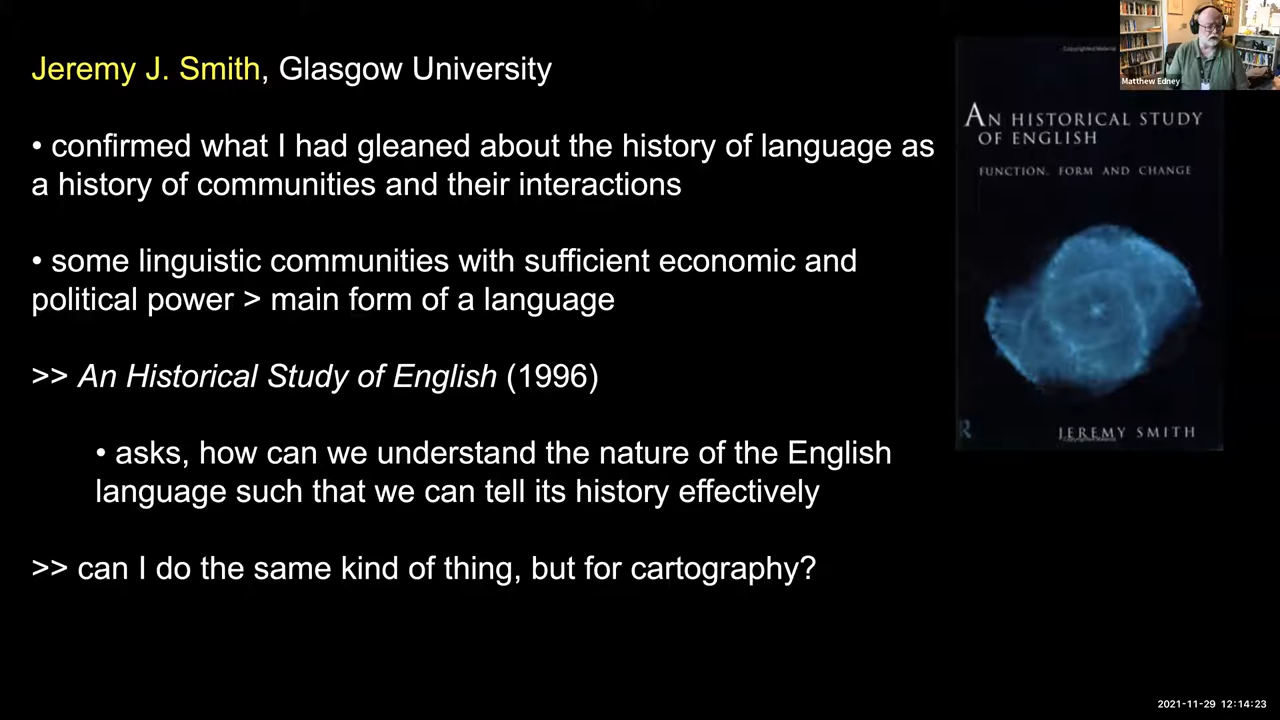 Jeremy J. Smith, Glasgow University
• confirmed what I had gleaned about the history of language as
a history of communities and their interactions
• some linguistic communities with sufficient economic and
political power > main form of a language
>> An Historical Study of English (1996)
• asks, how can we understand the nature of the English
language such that we can tell its history effectively
>> can I do the same kind of thing, but for cartography?
Copyrighted Material
AN HISTORICAL STUDY
OF ENGLISH
FUNCTION, FORM AND CHANGE
R
JEREMY SMITH
Copyrighted Material
Matthew Edney
2021-11-29 12:14:23